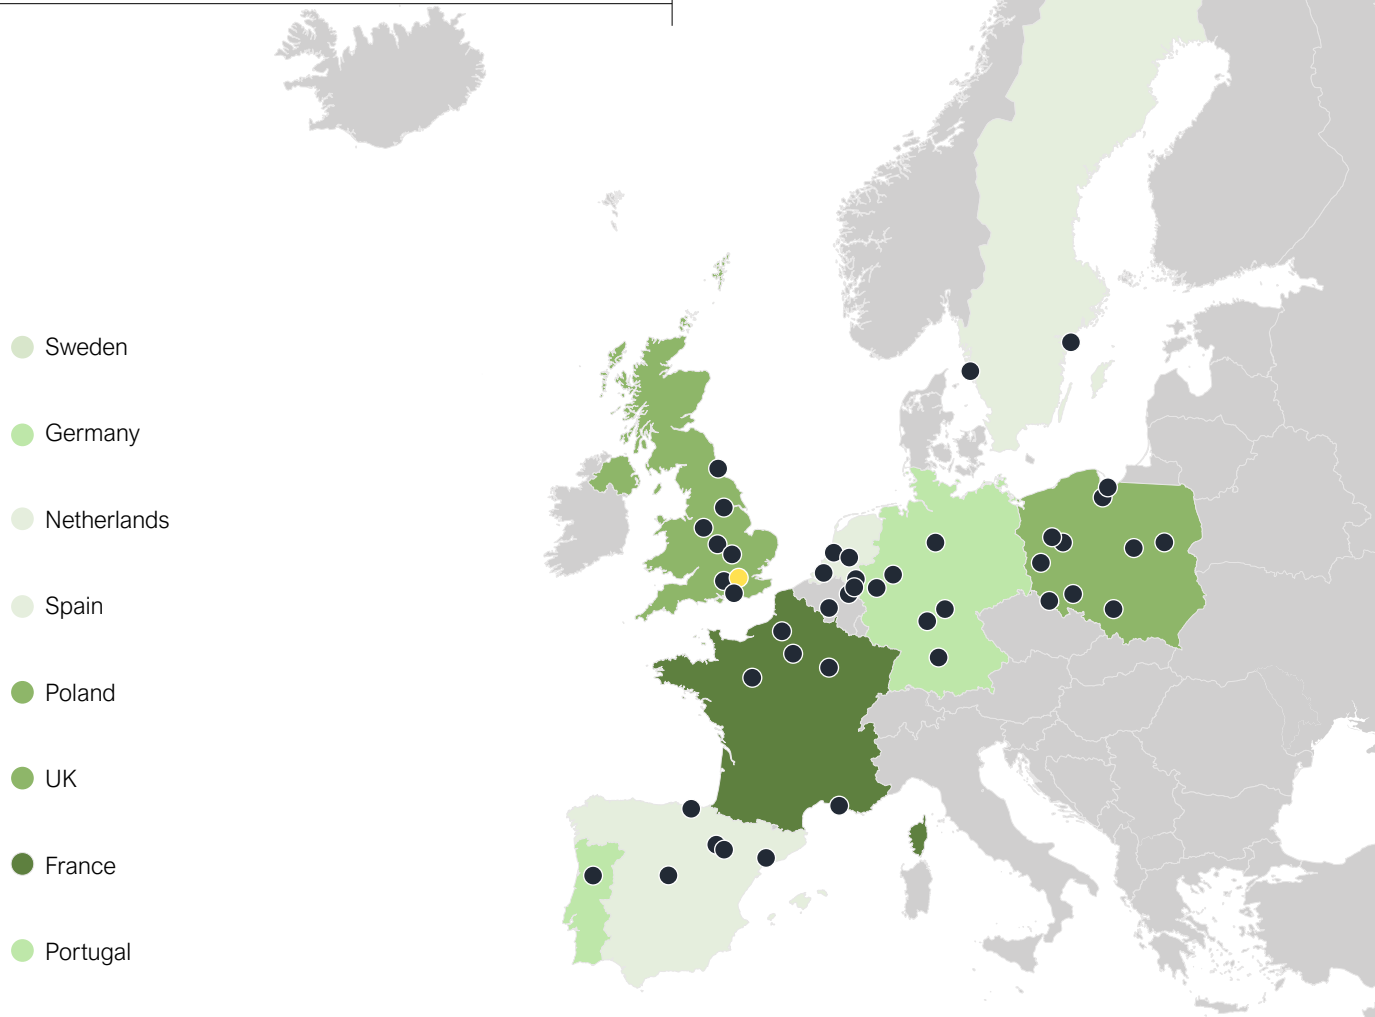 Sweden
Germany
Netherlands
Spain
Poland
UK
France
Portugal